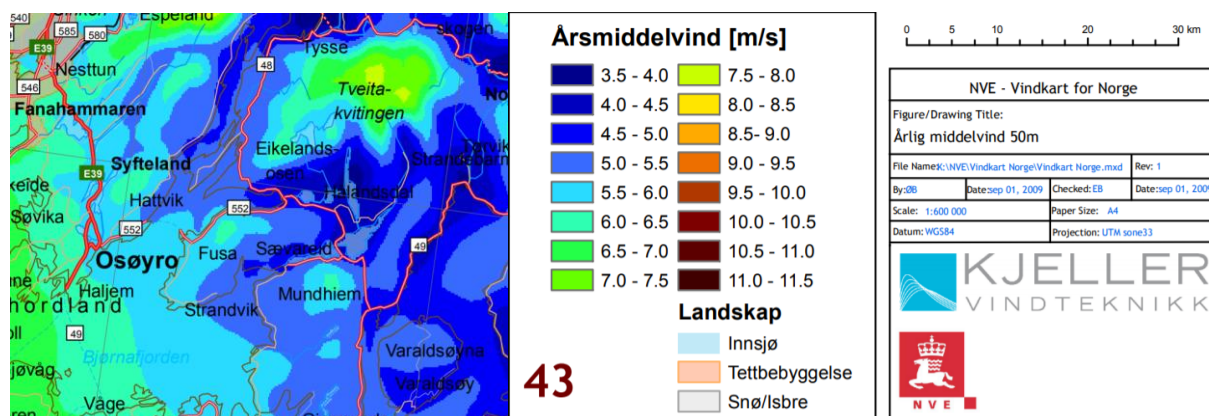 540
585
580
Espeland
E39
Nesttun
546
Fanahammaren
Tysse
skogen
48
Tveita-
kvitingen
No
Eikelands-
osen
Tørvik
Strandebarm
Syfteland
E39
Hålandsdal
keide
Søvika
Hattvik
552
552
Osøyro
Fusa
Sævareid
49
Haljem
Mundhiem
hordland
Strandvik
49
Bjørnafjorden
Varaldsøyna
jøvåg
Varaldsøy
Våge
ren
Årsmiddelvind [m/s]
3.5 - 4.0
7.5 - 8.0
4.0 - 4.5
8.0 - 8.5
4.5 - 5.0
8.5- 9.0
5.0 - 5.5
9.0 - 9.5
5.5 - 6.0
9.5 - 10.0
6.0 - 6.5
10.0 - 10.5
6.5 - 7.0
10.5 - 11.0
7.0 - 7.5
11.0 - 11.5
Landskap
Innsjø
Tettbebyggelse
Snø/Isbre
43
0 5 10 15 20 30 km
NVE - Vindkart for Norge
Figure/Drawing Title:
Årlig middelvind 50m
File Name:K:\NVE\Vindkart Norge\Vindkart Norge.mxd Rev: 1
By:ØB Date:sep 01, 2009 Checked:EB Date:sep 01, 2009
Scale: 1:600 000 Paper Size: A4
Datum: WGS84 Projection: UTM sone33
KJELLER
VINDTEKNIKK
NVE